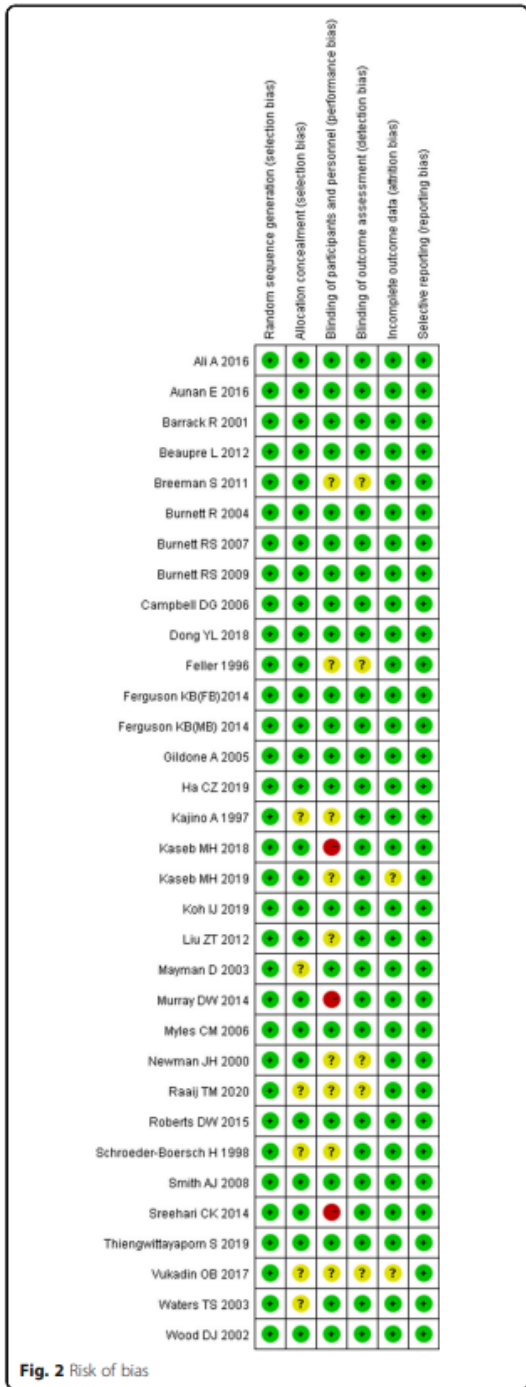 Random sequence generation (selection bias)
Allocation concealment (selection bias)
Blinding of participants and personnel (performance bias)
Blinding of outcome assessment (detection bias)
Incomplete outcome data (attrition bias)
Selective reporting (reporting bias)
Ali A 2016 + + + + + +
Aunan E 2016 + + + + + +
Barrack R 2001 + + + + + +
Beaupre L 2012 + + + + + +
Breeman S 2011 + + ? ? + +
Burnett R 2004 + + + + + +
Burnett RS 2007 + + + + + +
Burnett RS 2009 + + + + + +
Campbell DG 2006 + + + + + +
Dong YL 2018 + + + + + +
Feller 1996 + + ? ? + +
Ferguson KB(FB)2014 + + + + + +
Ferguson KB(MB) 2014 + + + + + +
Gildone A 2005 + + + + + +
Ha CZ 2019 + + + + + +
Kajino A 1997 + ? ? + + +
Kaseb MH 2018 + + - + + +
Kaseb MH 2019 + + ? + ? +
Koh IJ 2019 + + + + + +
Liu ZT 2012 + + ? + + +
Mayman D 2003 + ? + + + +
Murray DW 2014 + + - + + +
Myles CM 2006 + + + + + +
Newman JH 2000 + + ? ? + +
Raaij TM 2020 + ? ? ? + +
Roberts DW 2015 + + + + + +
Schroeder-Boersch H 1998 + ? ? + + +
Smith AJ 2008 + + + + + +
Sreehari CK 2014 + + - + + +
Thiengwittayaporn S 2019 + + + + + +
Vukadin OB 2017 + ? ? ? ? +
Waters TS 2003 + ? + + + +
Wood DJ 2002 + + + + + +
Fig. 2 Risk of bias